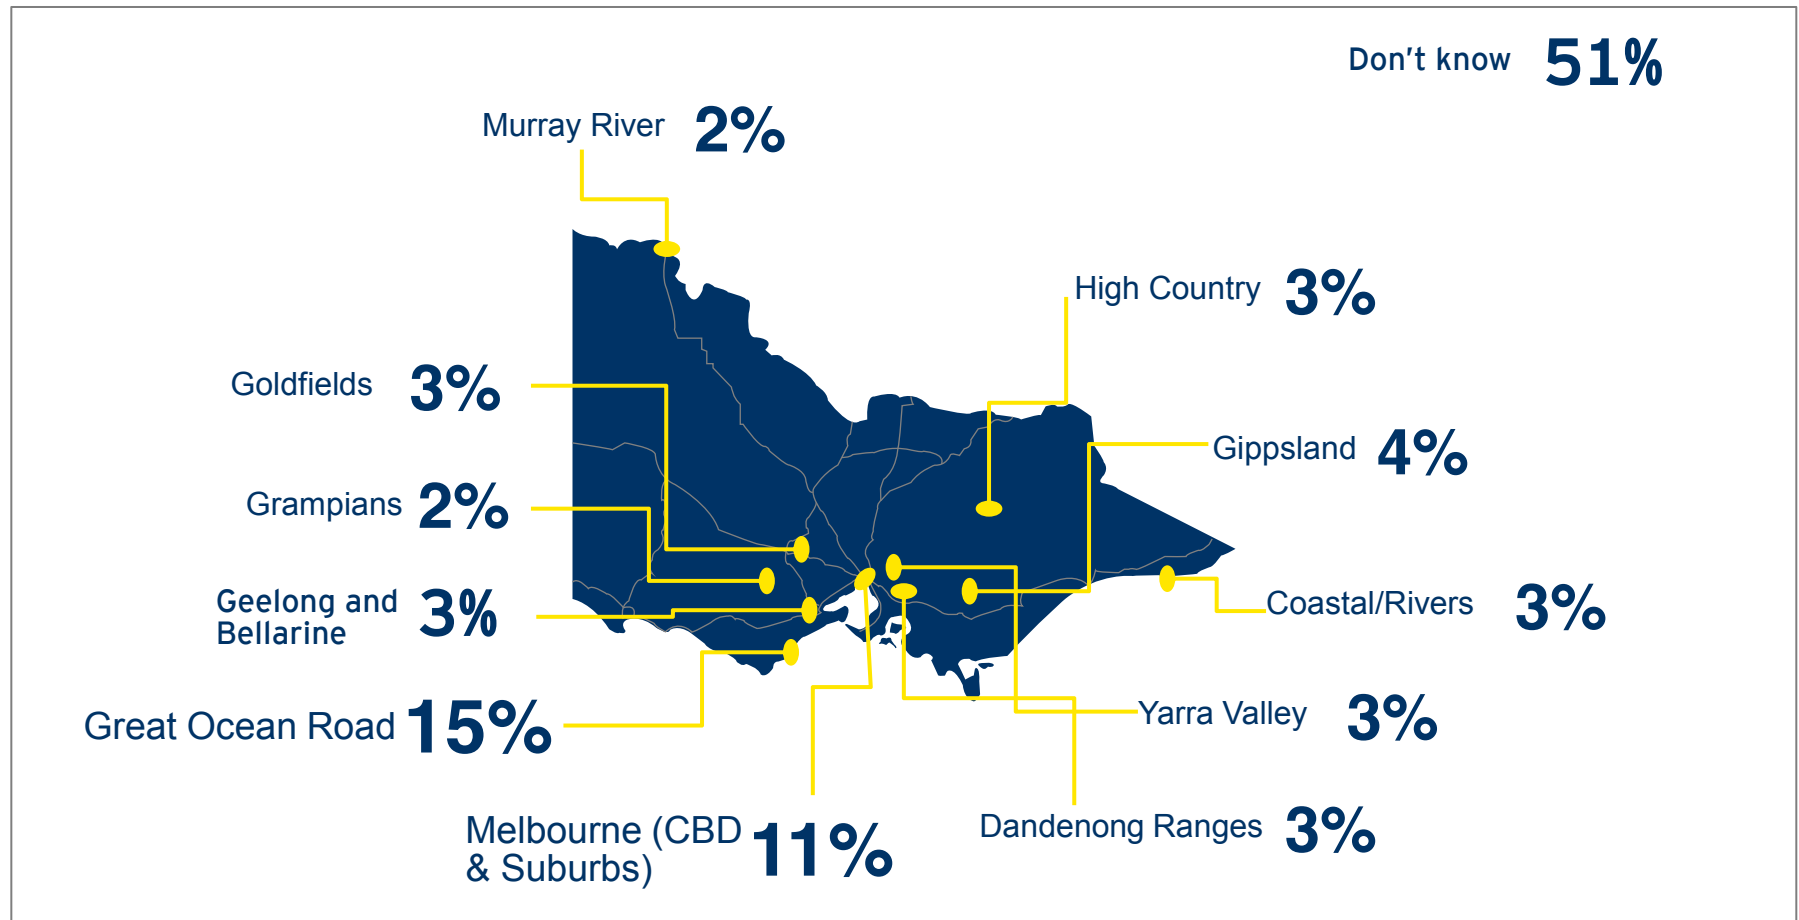 Don't know 51%
Murray River 2%
High Country 3%
Goldfields 3%
Gippsland 4%
Grampians 2%
Geelong and
Bellarine 3%
Coastal/Rivers 3%
Great Ocean Road 15%
Yarra Valley 3%
Melbourne (CBD
& Suburbs) 11%
Dandenong Ranges 3%